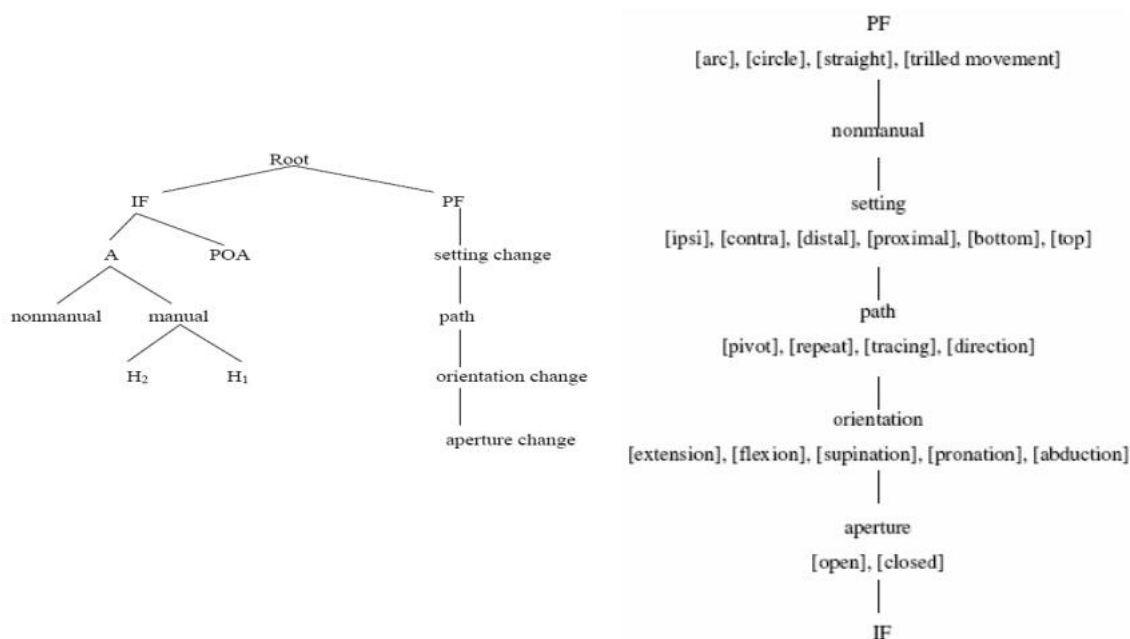 Root
IF PF
A POA setting change
nonmanual manual path
H₂ H₁ orientation change
aperture change
PF
[arc], [circle], [straight], [trilled movement]
nonmanual
setting
[ipsi], [contra], [distal], [proximal], [bottom], [top]
path
[pivot], [repeat], [tracing], [direction]
orientation
[extension], [flexion], [supination], [pronation], [abduction]
aperture
[open], [closed]
IF